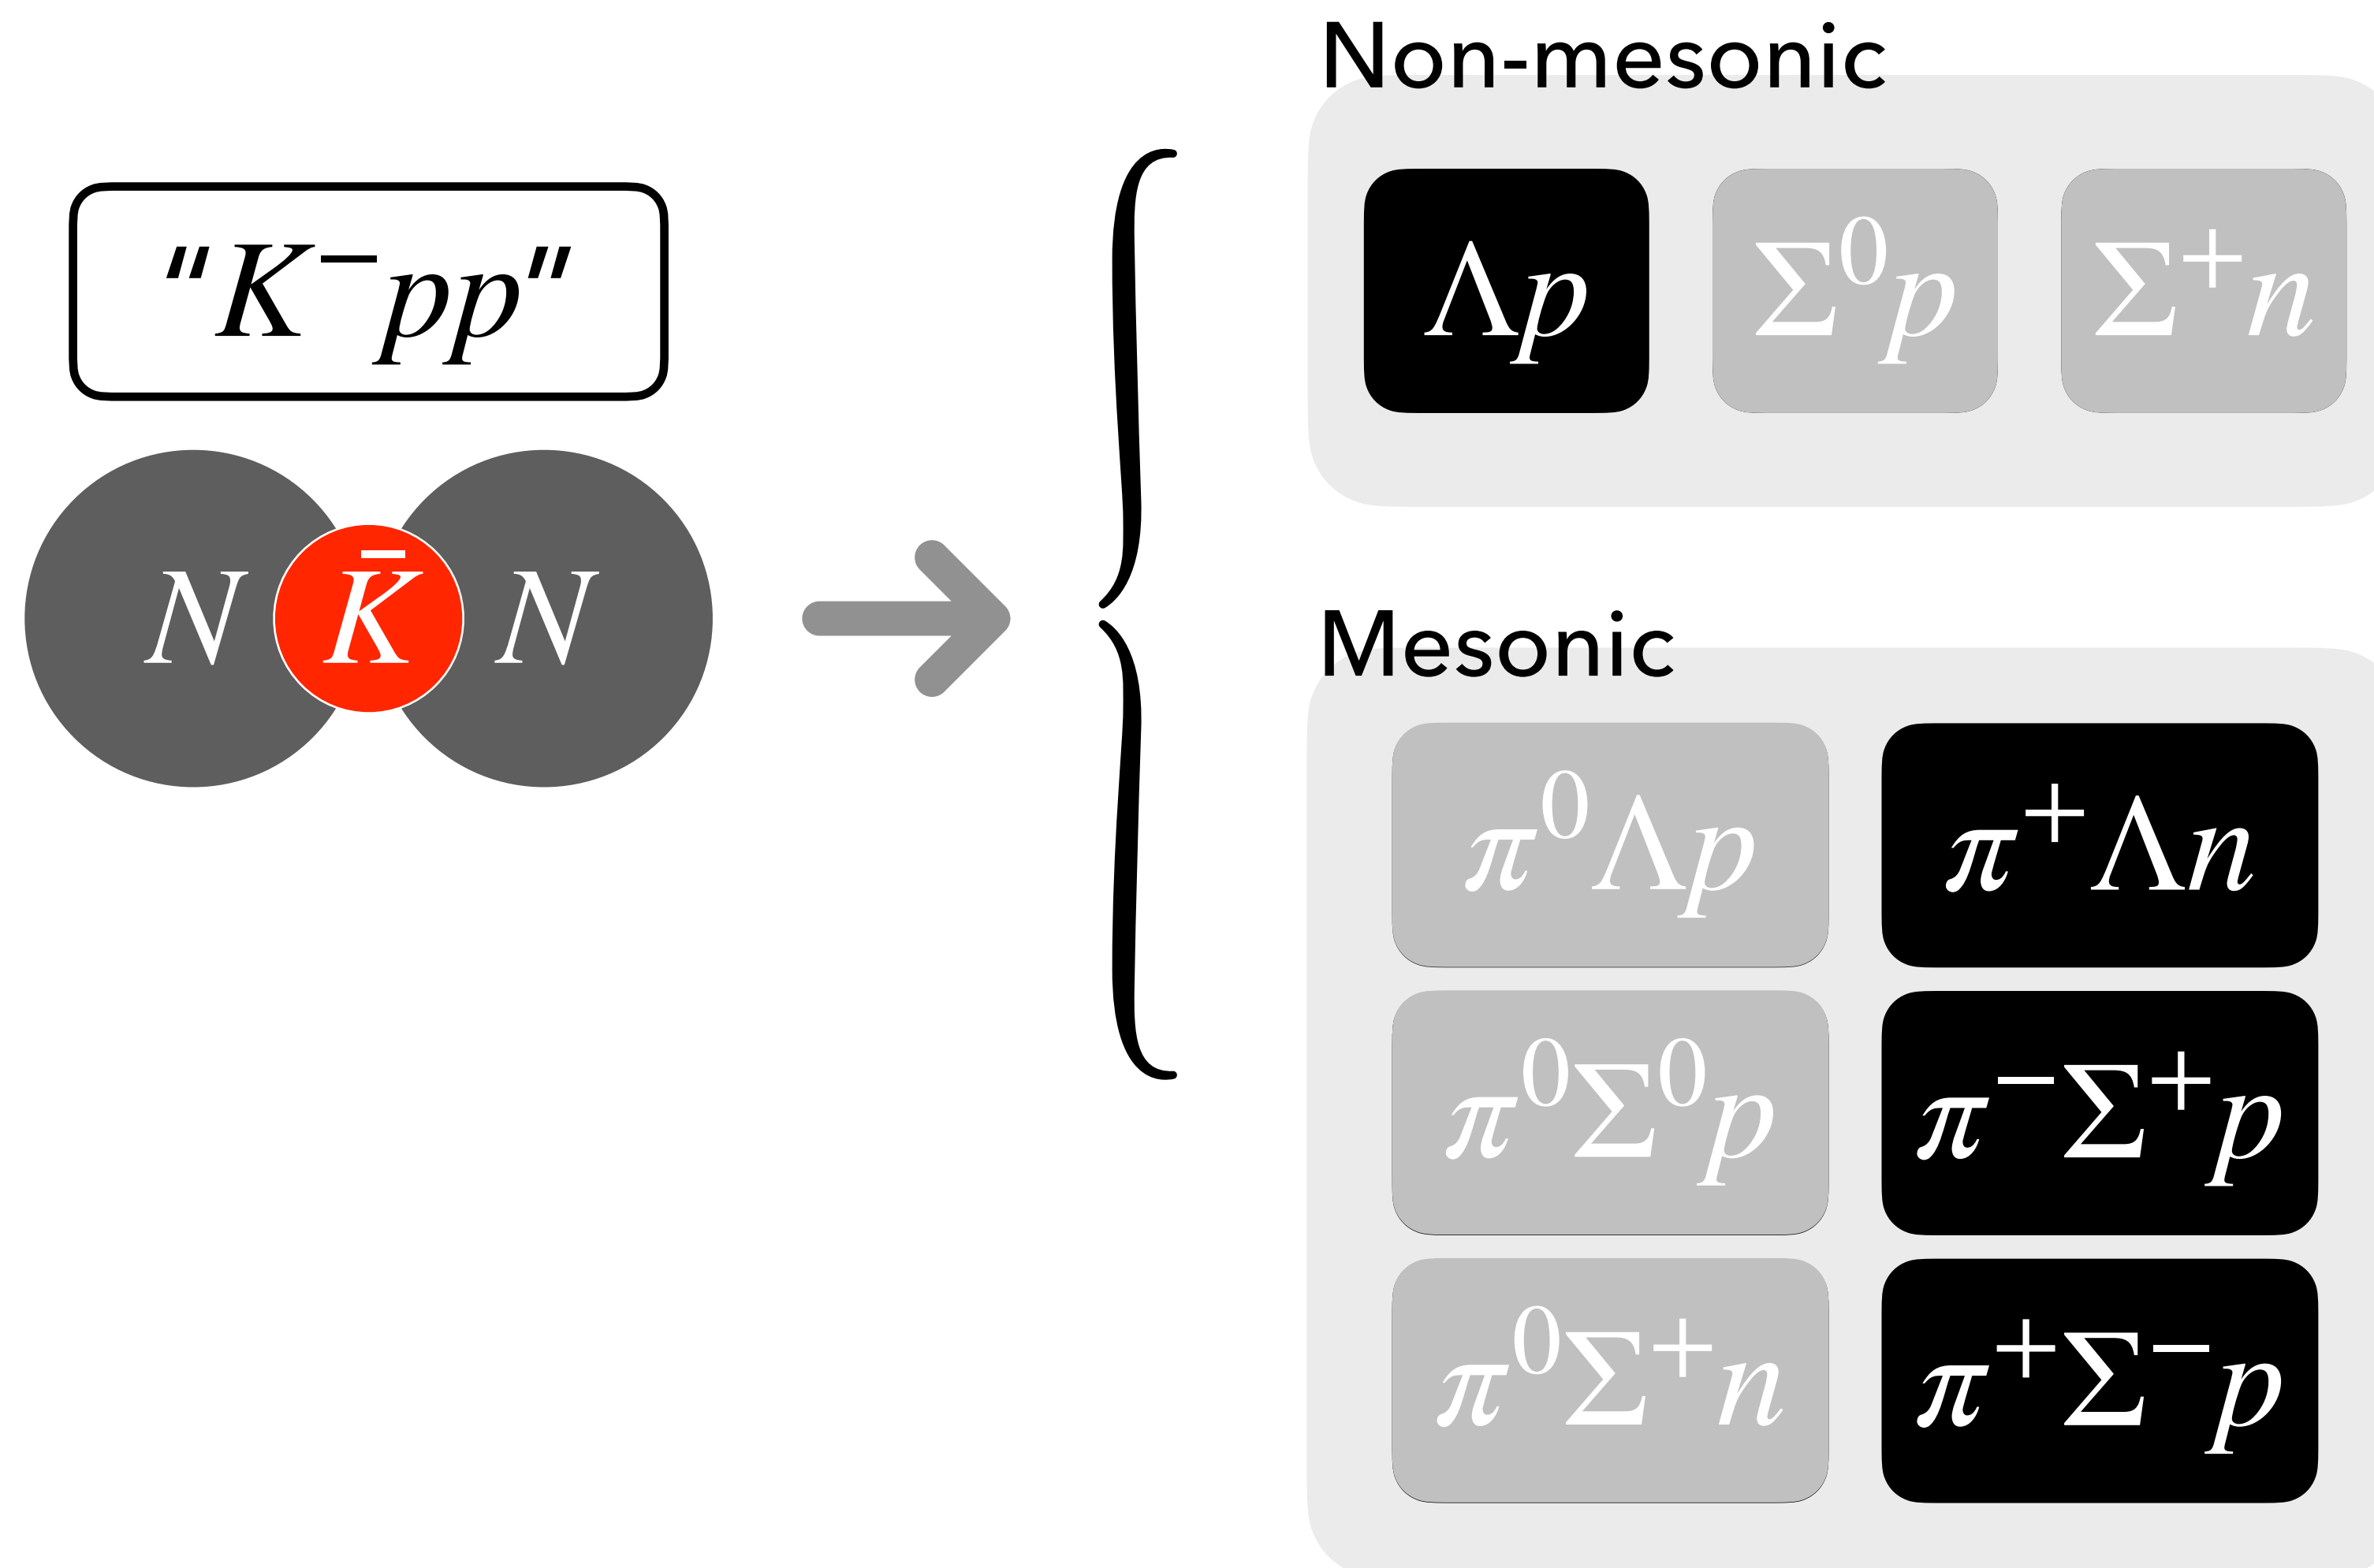 Non-mesonic
"K⁻pp"
Λp
Σ⁰p
Σ⁺n
N
K̄
N
Mesonic
π⁰Λp
π⁺Λn
π⁰Σ⁰p
π⁻Σ⁺p
π⁰Σ⁺n
π⁺Σ⁻p